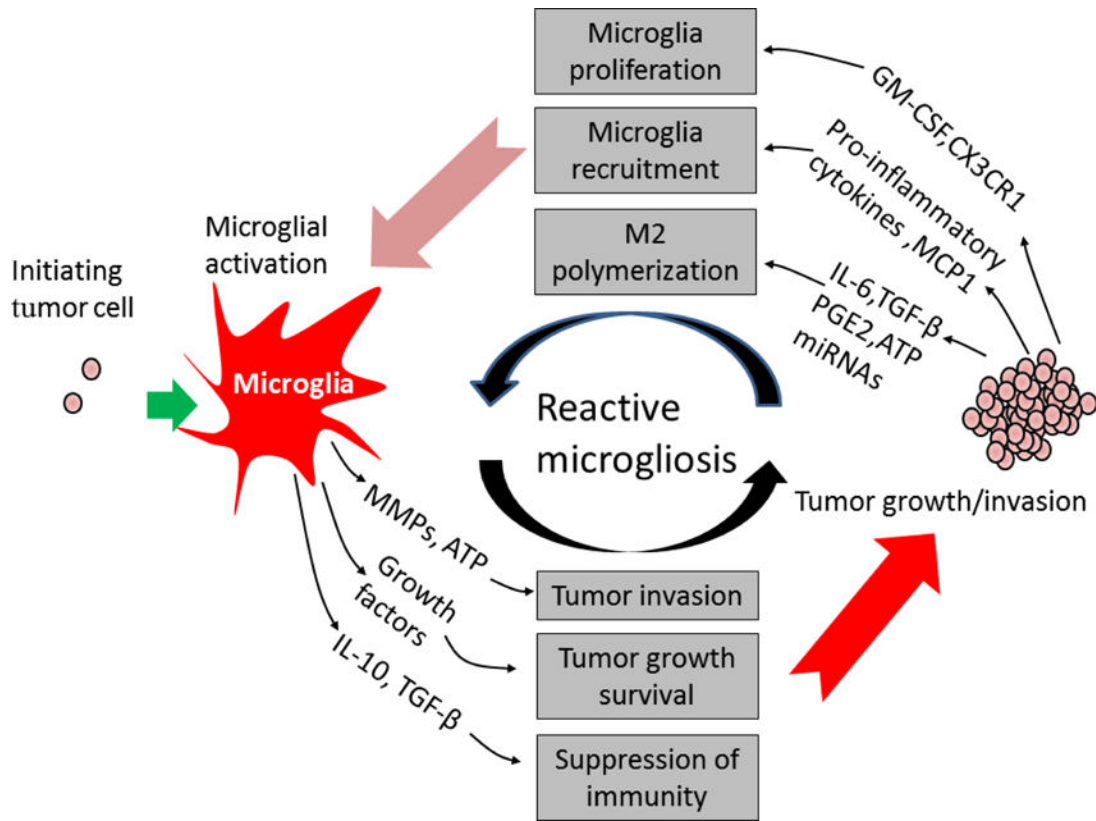 Microglia
proliferation
GM-CSF,CX3CR1
Microglia
recruitment
Pro-inflammatory
cytokines ,MCP1
M2
polymerization
IL-6,TGF-β
PGE2,ATP
miRNAs
Microglial
activation
Initiating
tumor cell
Microglia
Reactive
microgliosis
Tumor growth/invasion
MMPs, ATP
Growth
factors
IL-10, TGF-β
Tumor invasion
Tumor growth
survival
Suppression of
immunity